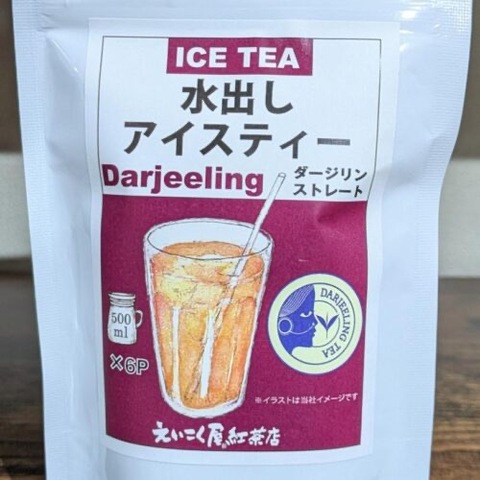 ICE TEA
水出し
アイスティー
Darjeeling
ダージリン
ストレート
500
ml
×6P
DARJEELING TEA
※イラストは当社イメージです
えいこく屋®紅茶店